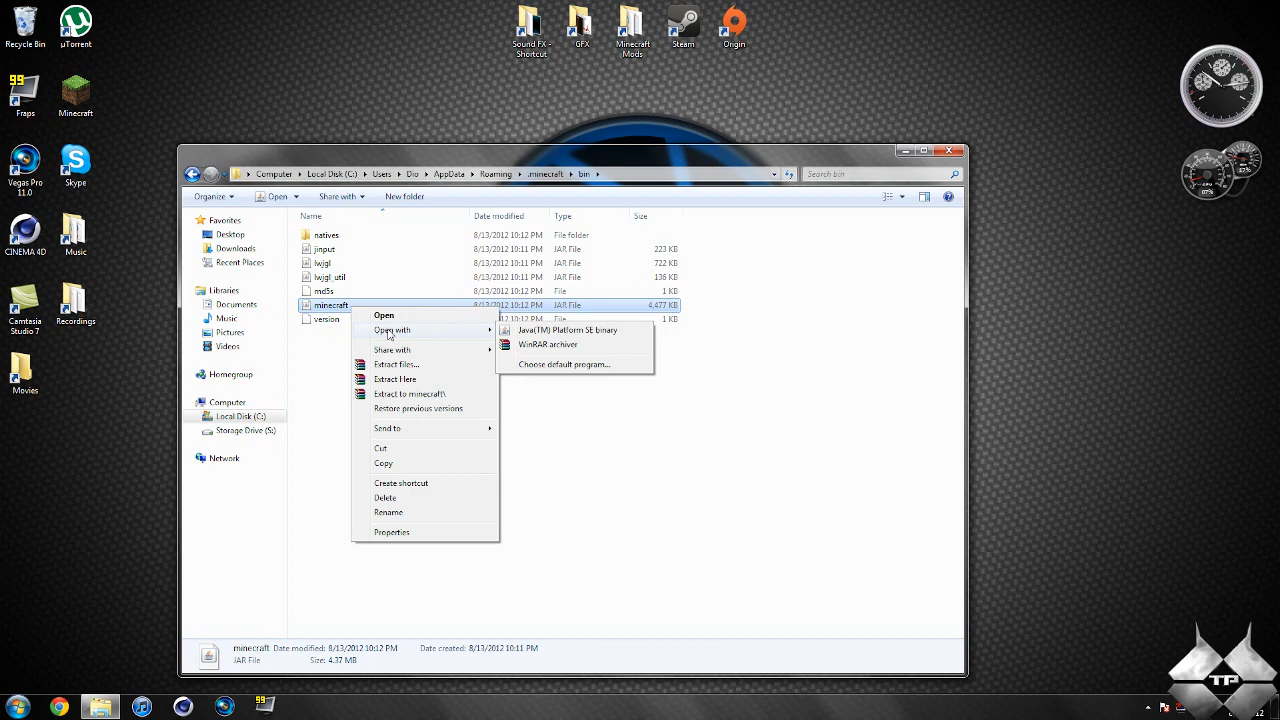 Recycle Bin
µTorrent
Fraps
Minecraft
Vegas Pro 11.0
Skype
CINEMA 4D
Music
Camtasia Studio 7
Recordings
Movies
Sound FX - Shortcut
GFX
Minecraft Mods
Steam
Origin
Computer Local Disk (C:) Users Dio AppData Roaming .minecraft bin
Search bin
Organize Open Share with New folder
Name Date modified Type Size
Favorites
Desktop
Downloads
Recent Places
Libraries
Documents
Music
Pictures
Videos
Homegroup
Computer
Local Disk (C:)
Storage Drive (S:)
Network
natives 8/13/2012 10:12 PM File folder
jinput 8/13/2012 10:11 PM JAR File 223 KB
lwjgl 8/13/2012 10:11 PM JAR File 722 KB
lwjgl_util 8/13/2012 10:11 PM JAR File 136 KB
md5s 8/13/2012 10:12 PM File 1 KB
minecraft 8/13/2012 10:12 PM JAR File 4,477 KB
version 1 KB
Open
Open with
Share with
Extract files...
Extract Here
Extract to minecraft\
Restore previous versions
Send to
Cut
Copy
Create shortcut
Delete
Rename
Properties
Java(TM) Platform SE binary
WinRAR archiver
Choose default program...
minecraft Date modified: 8/13/2012 10:12 PM Date created: 8/13/2012 10:11 PM
JAR File Size: 4.37 MB
TP